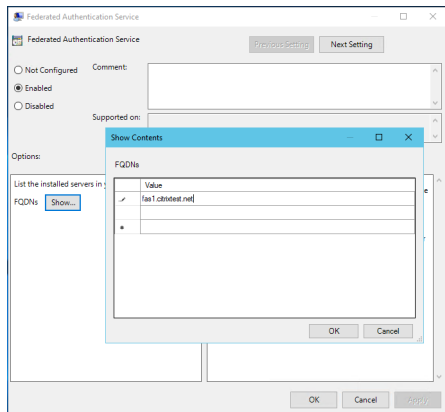 Federated Authentication Service
Federated Authentication Service
Previous Setting
Next Setting
Not Configured
Comment:
Enabled
Disabled
Supported on:
Options:
List the installed servers in
FQDNs
Show...
Show Contents
FQDNs
Value
fas1.citrixtest.net
OK
Cancel
OK
Cancel
Apply